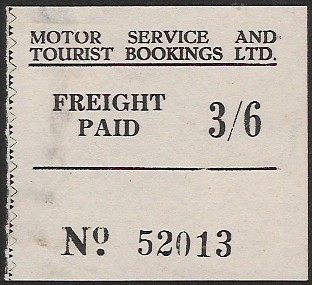 MOTOR SERVICE AND
TOURIST BOOKINGS LTD.
FREIGHT
PAID
3/6
Nº 52013